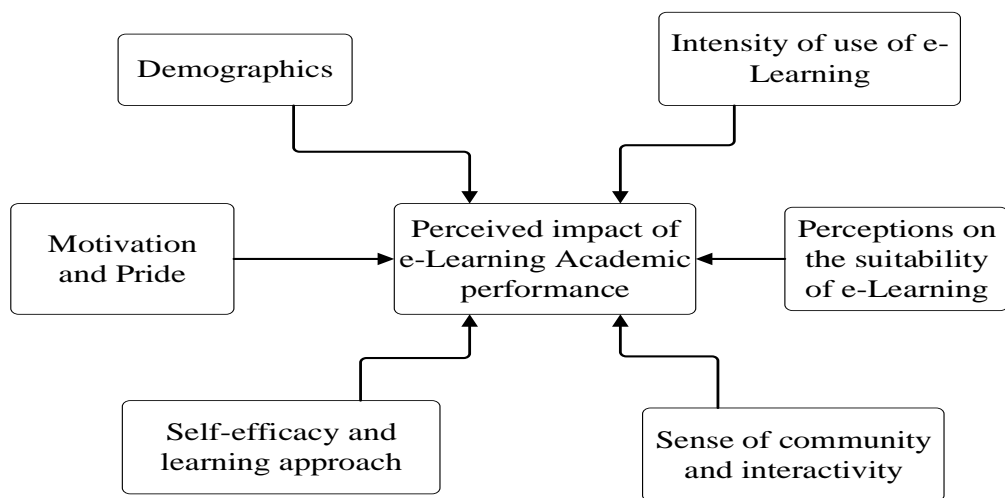 Demographics
Intensity of use of e-
Learning
Motivation
and Pride
Perceived impact of
e-Learning Academic
performance
Perceptions on
the suitability
of e-Learning
Self-efficacy and
learning approach
Sense of community
and interactivity